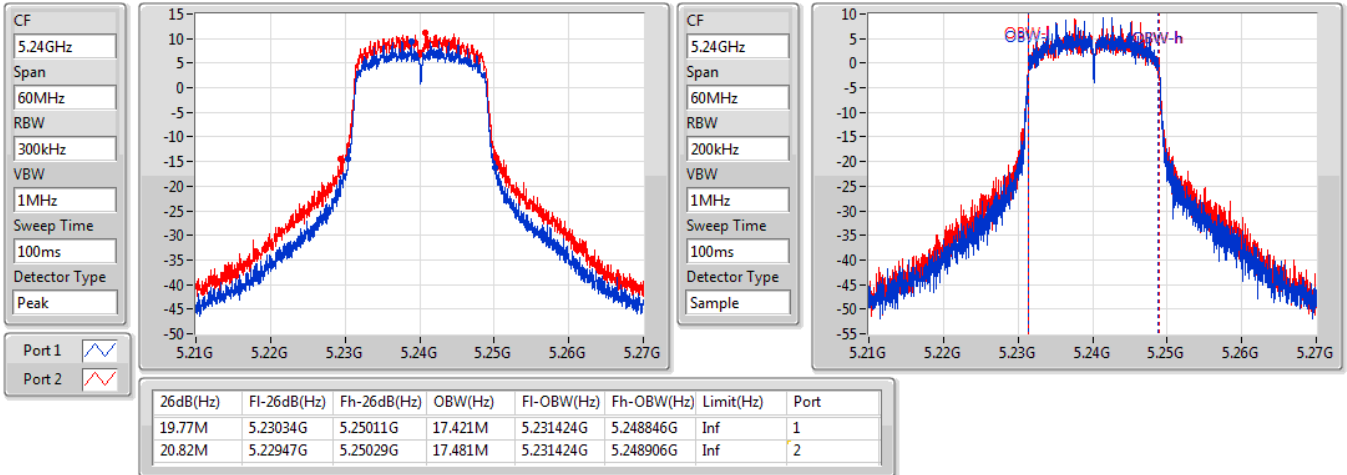 CF
5.24GHz
Span
60MHz
RBW
300kHz
VBW
1MHz
Sweep Time
100ms
Detector Type
Peak
Port 1
Port 2
15
10
5
0
-5
-10
-15
-20
-25
-30
-35
-40
-45
-50
5.21G 5.22G 5.23G 5.24G 5.25G 5.26G 5.27G
CF
5.24GHz
Span
60MHz
RBW
200kHz
VBW
1MHz
Sweep Time
100ms
Detector Type
Sample
10
5
0
-5
-10
-15
-20
-25
-30
-35
-40
-45
-50
-55
OBW-l OBW-h
5.21G 5.22G 5.23G 5.24G 5.25G 5.26G 5.27G
26dB(Hz) Fl-26dB(Hz) Fh-26dB(Hz) OBW(Hz) Fl-OBW(Hz) Fh-OBW(Hz) Limit(Hz) Port
19.77M 5.23034G 5.25011G 17.421M 5.231424G 5.248846G Inf 1
20.82M 5.22947G 5.25029G 17.481M 5.231424G 5.248906G Inf 2